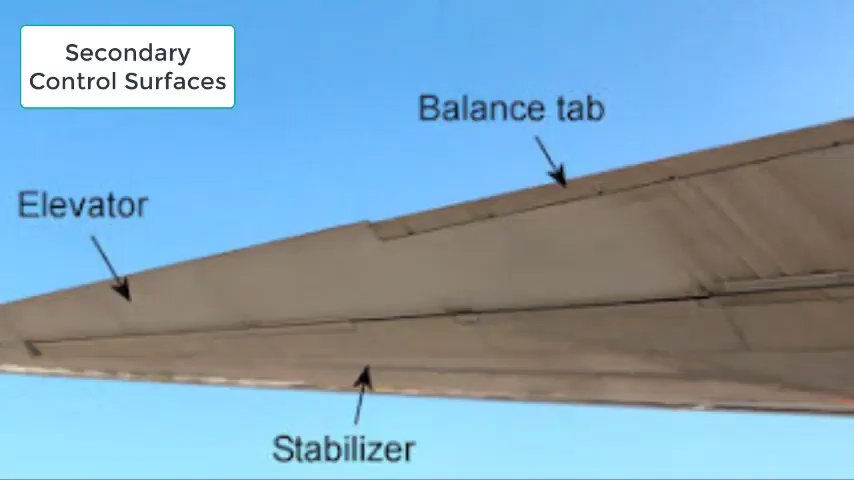 Secondary
Control Surfaces
Balance tab
Elevator
Stabilizer